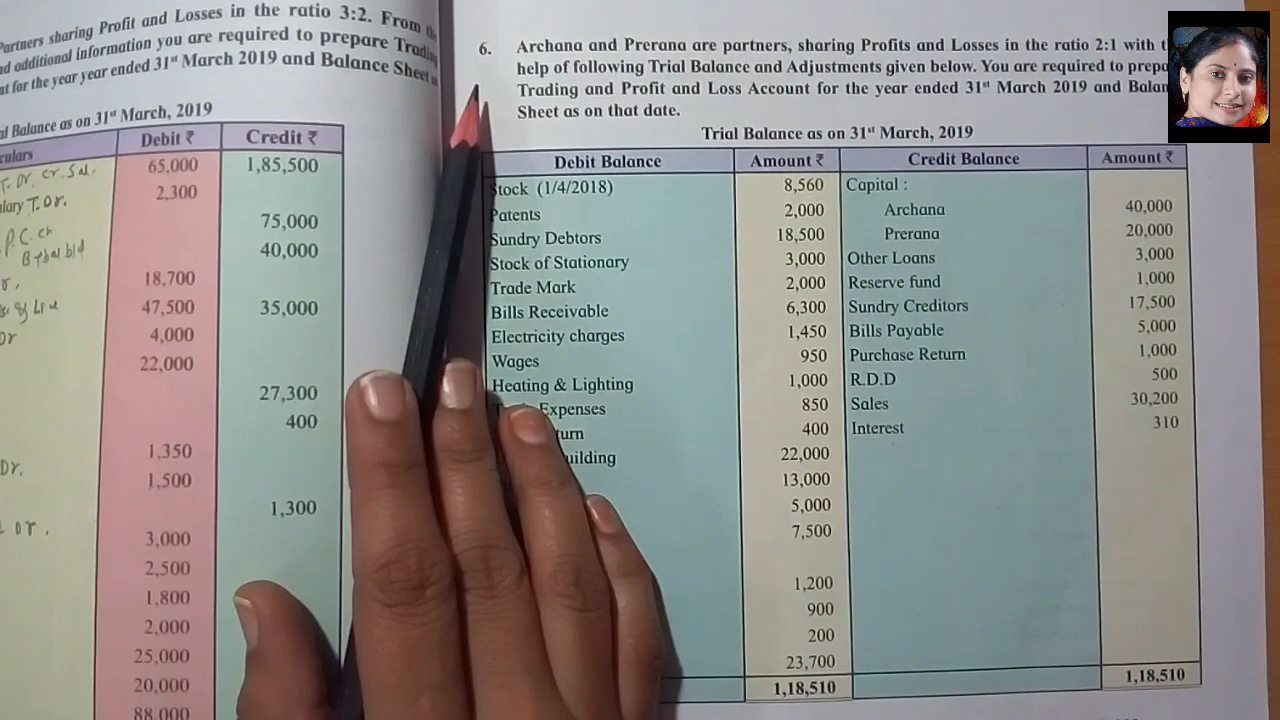 Partners sharing Profit and Losses in the ratio 3:2. From the
additional information you are required to prepare Trading
for the year year ended 31st March 2019 and Balance Sheet
Balance as on 31st March, 2019
Debit ₹ Credit ₹
T. Dr. Cr. Sal. 65,000 1,85,500
T. Dr. 2,300
75,000
40,000
18,700
47,500 35,000
Dr 4,000
22,000
27,300
400
Dr. 1,350
1,500
1,300
Dr.
3,000
2,500
1,800
2,000
25,000
20,000
88,000
6. Archana and Prerana are partners, sharing Profits and Losses in the ratio 2:1 with
help of following Trial Balance and Adjustments given below. You are required to
Trading and Profit and Loss Account for the year ended 31st March 2019 and
Sheet as on that date.
Trial Balance as on 31st March, 2019
Debit Balance Amount ₹ Credit Balance Amount ₹
Stock (1/4/2018) 8,560 Capital :
Patents 2,000 Archana 40,000
Sundry Debtors 18,500 Prerana 20,000
Stock of Stationary 3,000 Other Loans 3,000
Trade Mark 2,000 Reserve fund 1,000
Bills Receivable 6,300 Sundry Creditors 17,500
Electricity charges 1,450 Bills Payable 5,000
Wages 950 Purchase Return 1,000
Heating & Lighting 1,000 R.D.D 500
Expenses 850 Sales 30,200
400 Interest 310
22,000
13,000
5,000
7,500
1,200
900
200
23,700
1,18,510 1,18,510